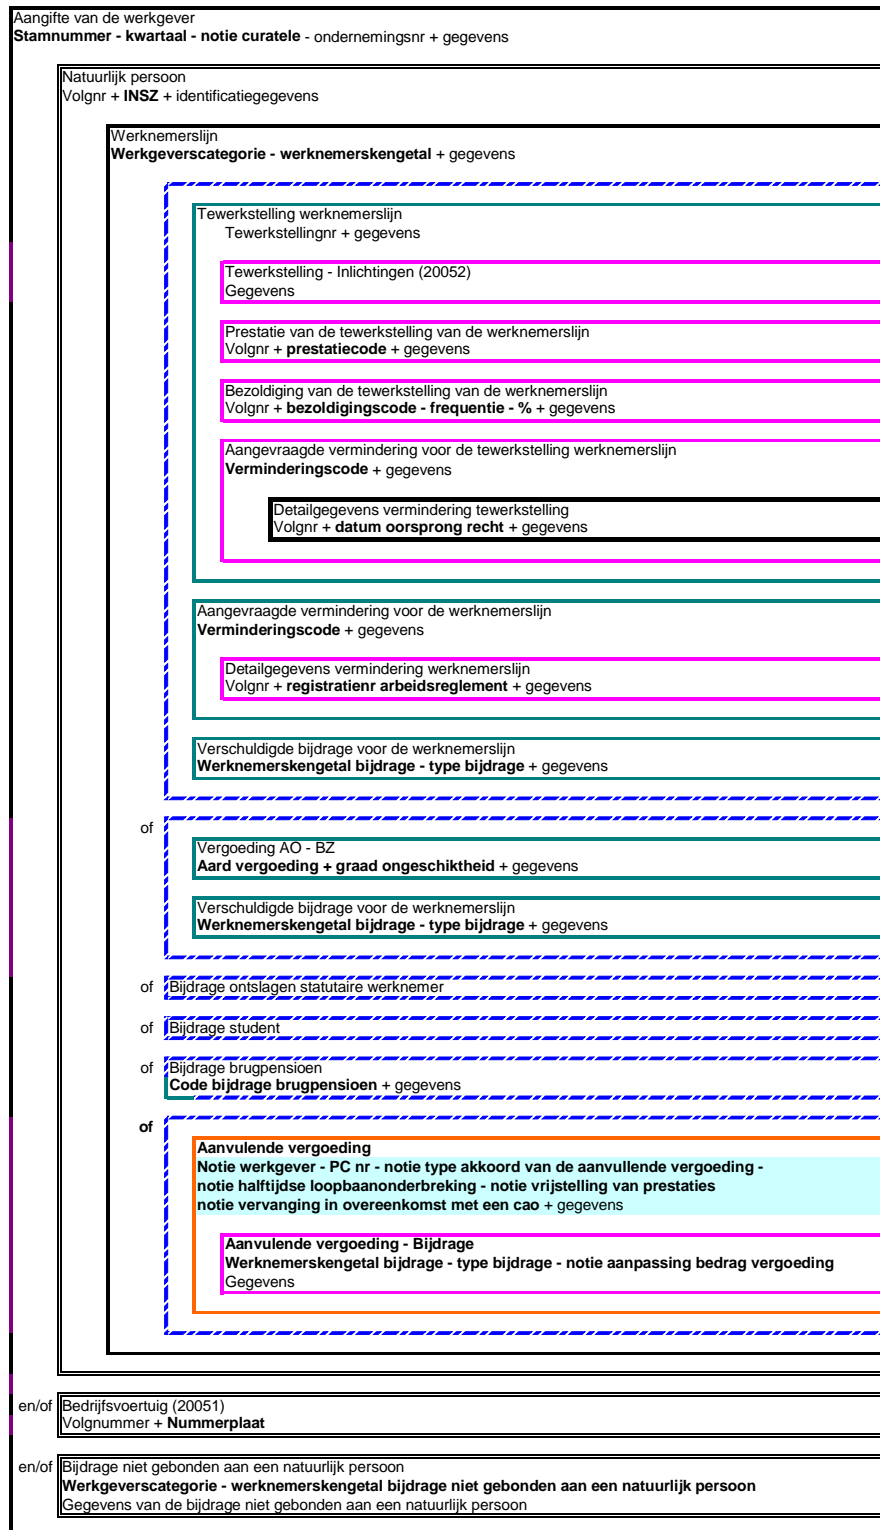 Aangifte van de werkgever
Stamnummer - kwartaal - notie curatele - ondernemingsnr + gegevens
Natuurlijk persoon
Volgnr + INSZ + identificatiegegevens
Werknemerslijn
Werkgeverscategorie - werknemerskengetal + gegevens
Tewerkstelling werknemerslijn
Tewerkstellingnr + gegevens
Tewerkstelling - Inlichtingen (20052)
Gegevens
Prestatie van de tewerkstelling van de werknemerslijn
Volgnr + prestatiecode + gegevens
Bezoldiging van de tewerkstelling van de werknemerslijn
Volgnr + bezoldigingscode - frequentie - % + gegevens
Aangevraagde vermindering voor de tewerkstelling werknemerslijn
Verminderingscode + gegevens
Detailgegevens vermindering tewerkstelling
Volgnr + datum oorsprong recht + gegevens
Aangevraagde vermindering voor de werknemerslijn
Verminderingscode + gegevens
Detailgegevens vermindering werknemerslijn
Volgnr + registratienr arbeidsreglement + gegevens
Verschuldigde bijdrage voor de werknemerslijn
Werknemerskengetal bijdrage - type bijdrage + gegevens
of
Vergoeding AO - BZ
Aard vergoeding + graad ongeschiktheid + gegevens
Verschuldigde bijdrage voor de werknemerslijn
Werknemerskengetal bijdrage - type bijdrage + gegevens
of Bijdrage ontslagen statutaire werknemer
of Bijdrage student
of Bijdrage brugpensioen
Code bijdrage brugpensioen + gegevens
of
Aanvulende vergoeding
Notie werkgever - PC nr - notie type akkoord van de aanvullende vergoeding -
notie halftijdse loopbaanonderbreking - notie vrijstelling van prestaties
notie vervanging in overeenkomst met een cao + gegevens
Aanvulende vergoeding - Bijdrage
Werknemerskengetal bijdrage - type bijdrage - notie aanpassing bedrag vergoeding
Gegevens
en/of Bedrijfsvoertuig (20051)
Volgnummer + Nummerplaat
en/of Bijdrage niet gebonden aan een natuurlijk persoon
Werkgeverscategorie - werknemerskengetal bijdrage niet gebonden aan een natuurlijk persoon
Gegevens van de bijdrage niet gebonden aan een natuurlijk persoon